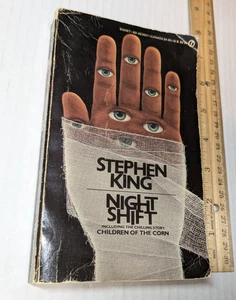 STEPHEN
KING
NIGHT
SHIFT
INCLUDING THE CHILLING STORY
CHILDREN OF THE CORN